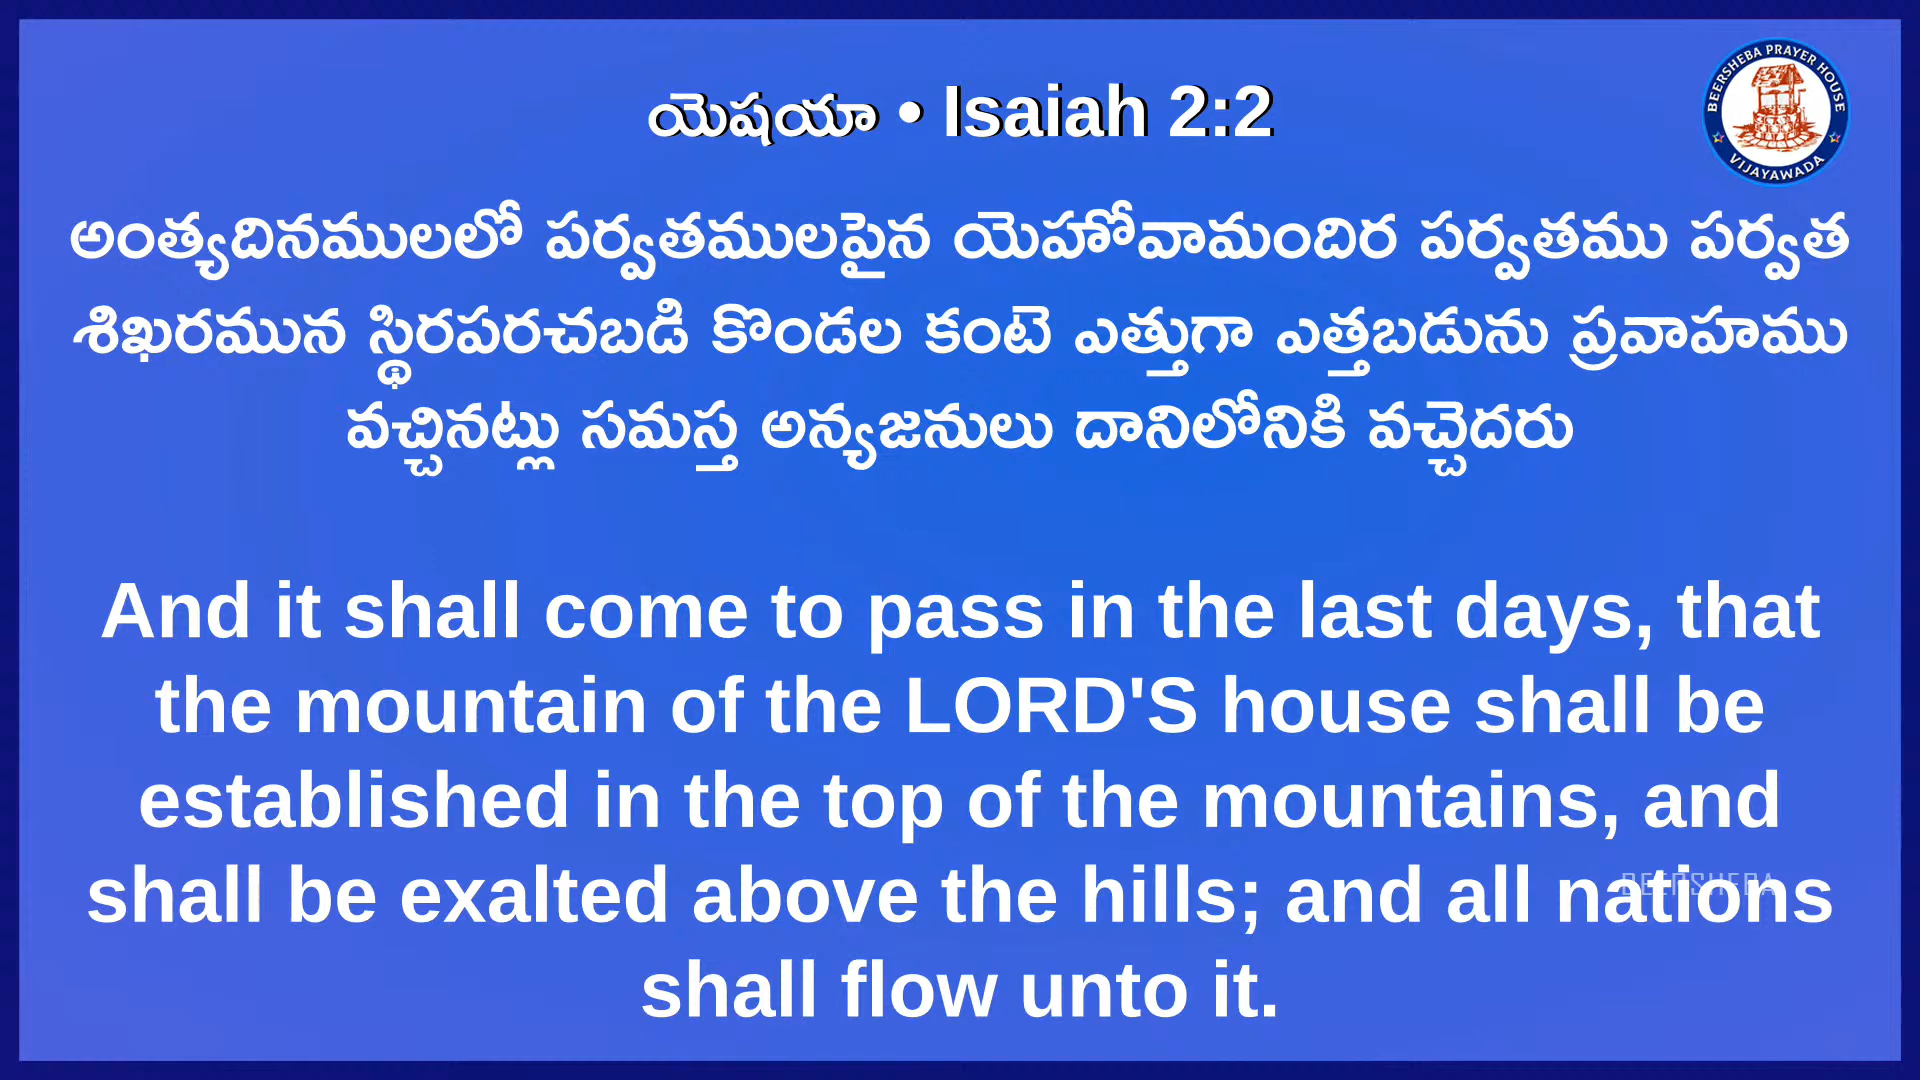 యెషయా • Isaiah 2:2
BEERSHEBA PRAYER HOUSE
VIJAYAWADA
అంత్యదినములలో పర్వతములపైన యెహోవామందిర పర్వతము పర్వత
శిఖరమున స్థిరపరచబడి కొండల కంటె ఎత్తుగా ఎత్తబడును ప్రవాహము
వచ్చినట్లు సమస్త అన్యజనులు దానిలోనికి వచ్చెదరు
And it shall come to pass in the last days, that
the mountain of the LORD'S house shall be
established in the top of the mountains, and
shall be exalted above the hills; and all nations
shall flow unto it.
BEERSHEBA